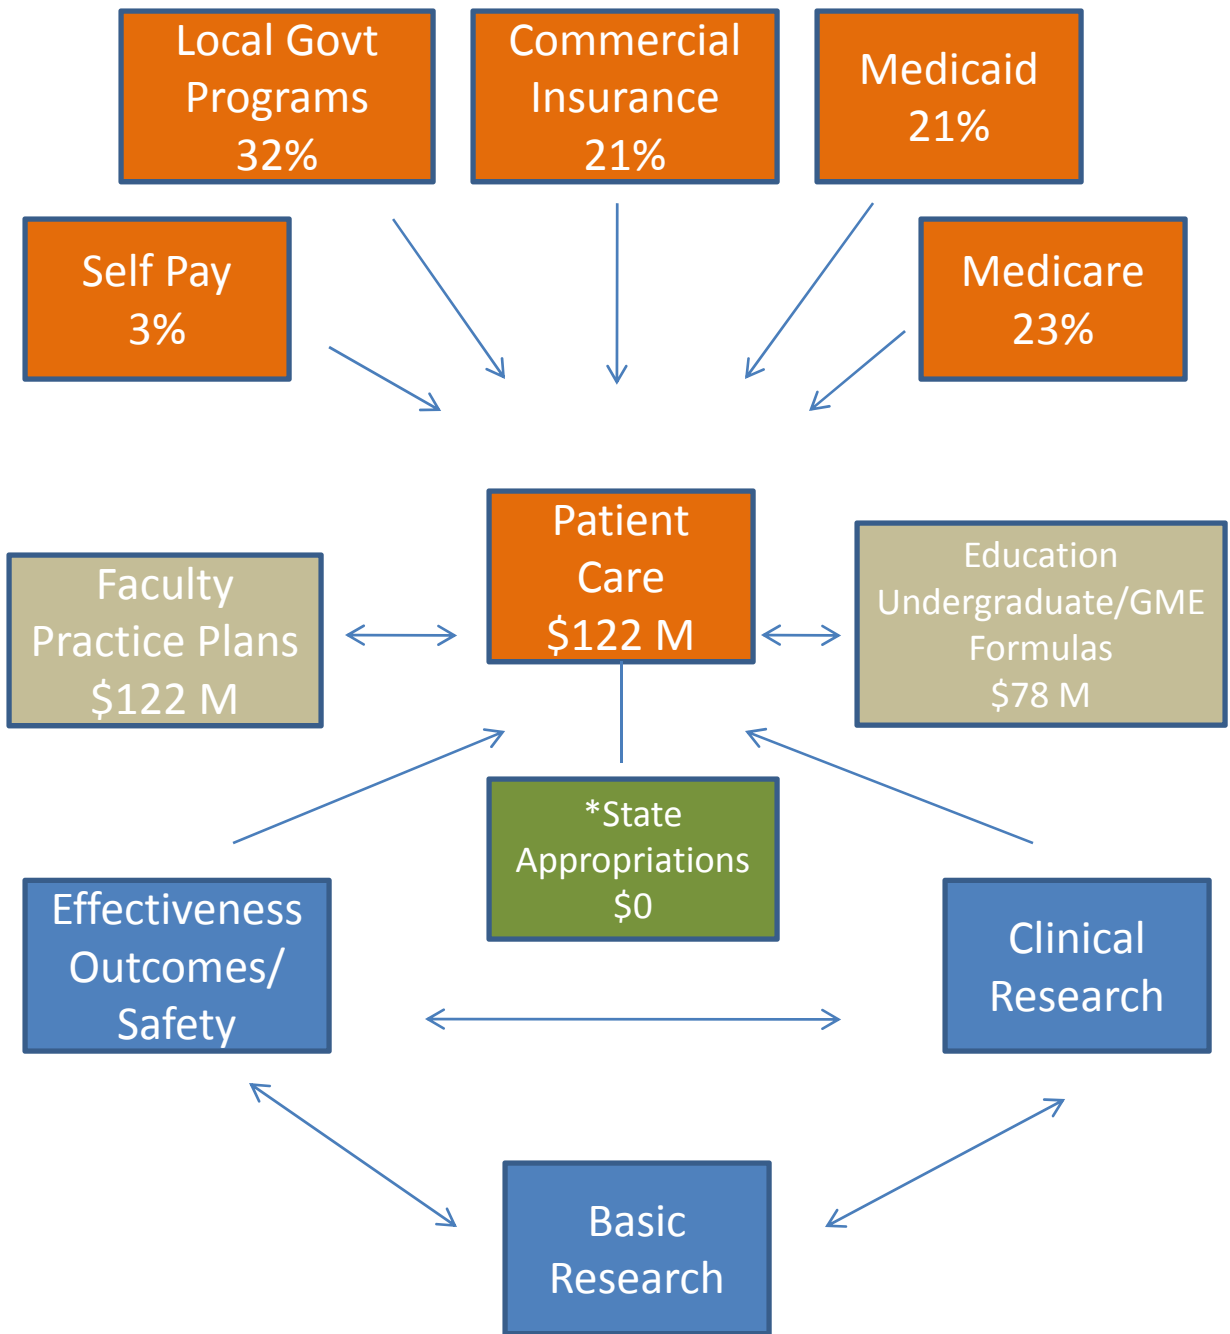 Local Govt
Programs
32%
Commercial
Insurance
21%
Medicaid
21%
Self Pay
3%
Medicare
23%
Patient
Care
$122 M
Faculty
Practice Plans
$122 M
Education
Undergraduate/GME
Formulas
$78 M
*State
Appropriations
$0
Effectiveness
Outcomes/
Safety
Clinical
Research
Basic
Research